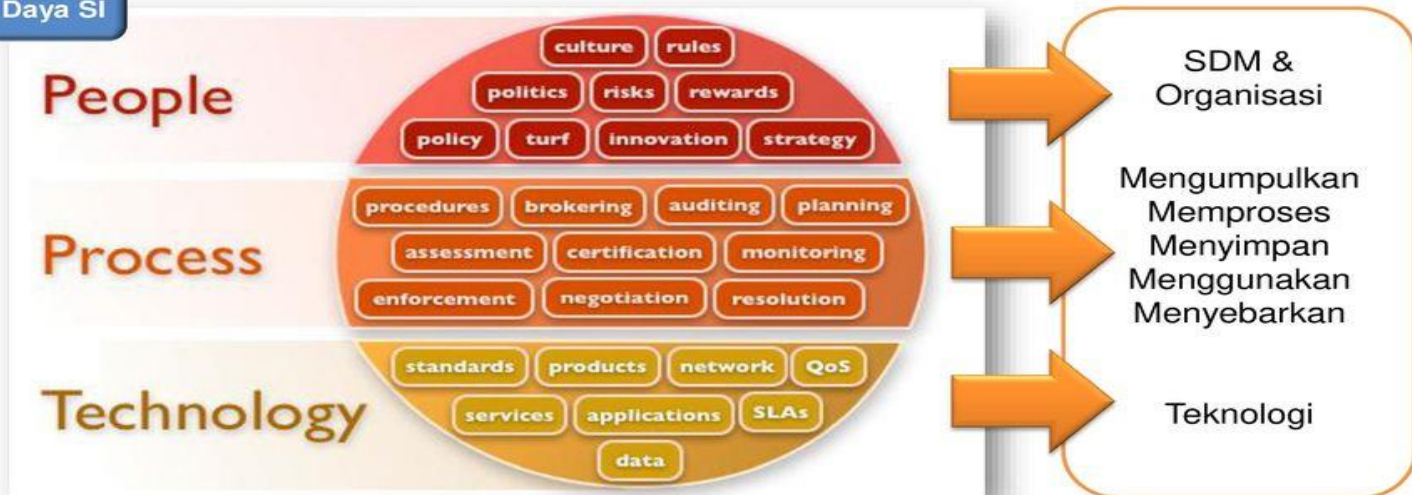 Daya SI
People
culture rules
politics risks rewards
policy turf innovation strategy
SDM &
Organisasi
Process
procedures brokering auditing planning
assessment certification monitoring
enforcement negotiation resolution
Mengumpulkan
Memproses
Menyimpan
Menggunakan
Menyebarkan
Technology
standards products network QoS
services applications SLAs
data
Teknologi